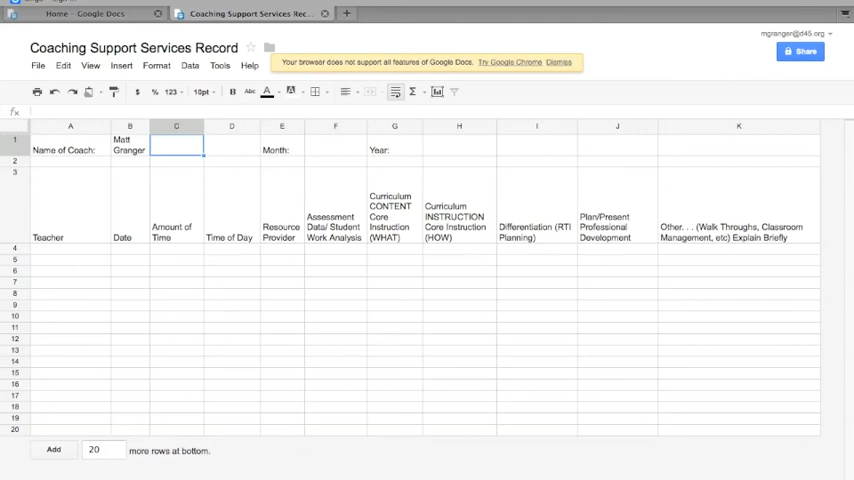 Home – Google Docs
Coaching Support Services Rec...
mgranger@d45.org
Coaching Support Services Record
File Edit View Insert Format Data Tools Help
Your browser does not support all features of Google Docs. Try Google Chrome Dismiss
Share
$ % 123 10pt B Abc A A Σ
fx
A B C D E F G H I J K
1 Name of Coach: Matt Granger Month: Year:
2
3
Teacher
Date
Amount of Time
Time of Day
Resource Provider
Assessment Data/ Student Work Analysis
Curriculum CONTENT Core Instruction (WHAT)
Curriculum INSTRUCTION Core Instruction (HOW)
Differentiation (RTI Planning)
Plan/Present Professional Development
Other. . . (Walk Throughs, Classroom Management, etc) Explain Briefly
4
5
6
7
8
9
10
11
12
13
14
15
16
17
18
19
20
Add 20 more rows at bottom.